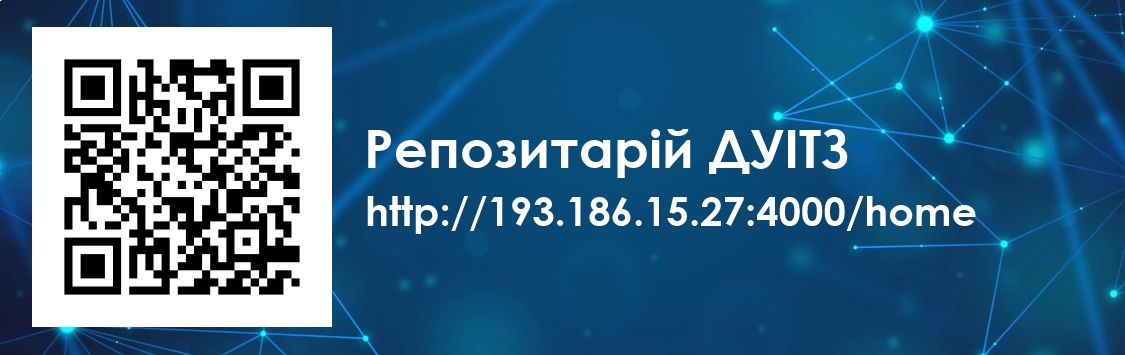 Репозитарій ДУІТЗ
http://193.186.15.27:4000/home